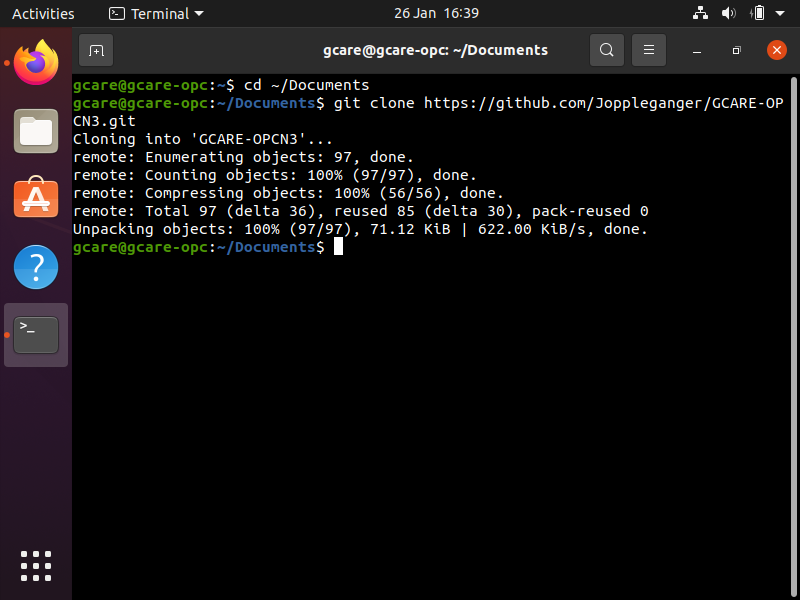 Activities
Terminal
26 Jan 16:39
gcare@gcare-opc: ~/Documents
gcare@gcare-opc:~$ cd ~/Documents
gcare@gcare-opc:~/Documents$ git clone https://github.com/Joppleganger/GCARE-OP
CN3.git
Cloning into 'GCARE-OPCN3'...
remote: Enumerating objects: 97, done.
remote: Counting objects: 100% (97/97), done.
remote: Compressing objects: 100% (56/56), done.
remote: Total 97 (delta 36), reused 85 (delta 30), pack-reused 0
Unpacking objects: 100% (97/97), 71.12 KiB | 622.00 KiB/s, done.
gcare@gcare-opc:~/Documents$